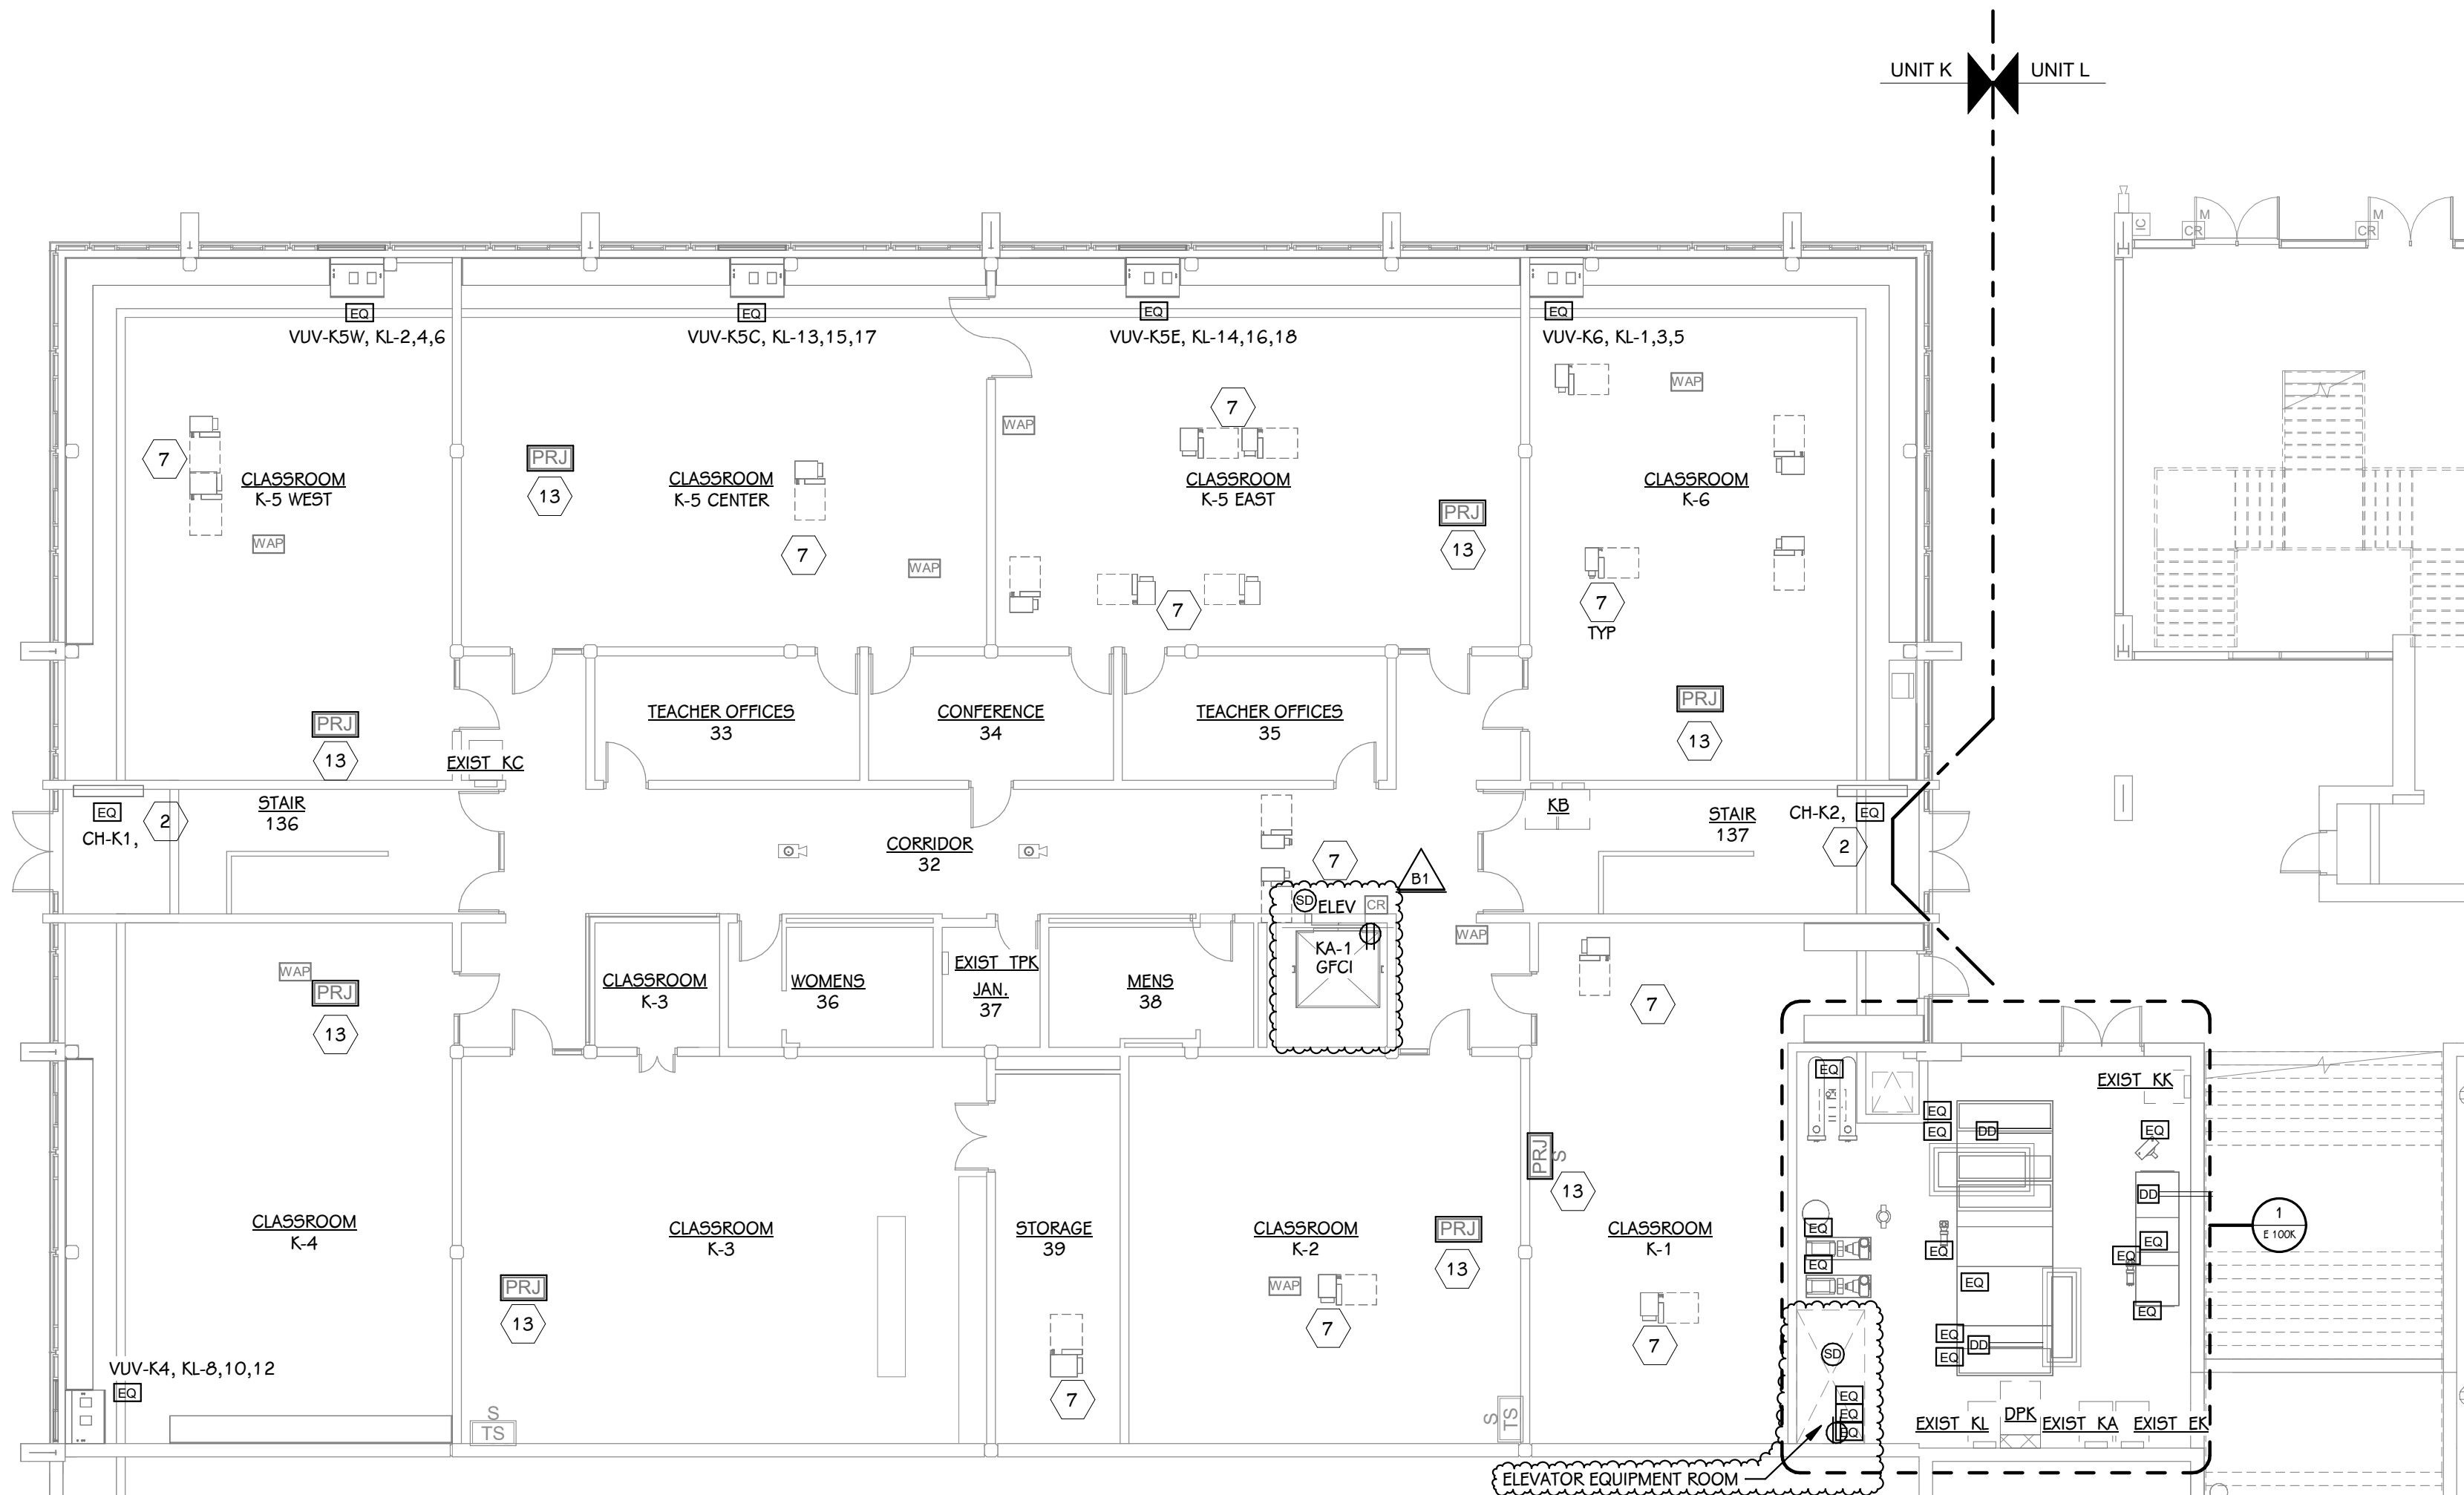 UNIT K
UNIT L
IC
M
CR
M
CR
EQ
EQ
EQ
EQ
VUV-K5W, KL-2,4,6
VUV-K5C, KL-13,15,17
VUV-K5E, KL-14,16,18
VUV-K6, KL-1,3,5
WAP
7
WAP
7
PRJ
13
CLASSROOM
K-5 WEST
CLASSROOM
K-5 CENTER
CLASSROOM
K-5 EAST
CLASSROOM
K-6
PRJ
13
WAP
7
WAP
7
7
TYP
PRJ
13
TEACHER OFFICES
33
CONFERENCE
34
TEACHER OFFICES
35
PRJ
13
EXIST KC
EQ
CH-K1,
2
STAIR
136
KB
STAIR
137
CH-K2,
EQ
2
CORRIDOR
32
7
B1
SD
ELEV
CR
KA-1
GFCI
WAP
WAP
PRJ
13
CLASSROOM
K-3
WOMENS
36
EXIST TPK
JAN.
37
MENS
38
7
EQ
EXIST KK
EQ
EQ
DD
EQ
PRJ
S
13
DD
1
E 100K
CLASSROOM
K-4
CLASSROOM
K-3
STORAGE
39
CLASSROOM
K-2
PRJ
13
CLASSROOM
K-1
EQ
EQ
EQ
EQ
EQ
EQ
EQ
PRJ
13
WAP
7
7
7
EQ
DD
EQ
SD
VUV-K4, KL-8,10,12
EQ
EQ
EQ
EQ
S
TS
S
TS
EXIST KL
DPK
EXIST KA
EXIST EK
ELEVATOR EQUIPMENT ROOM